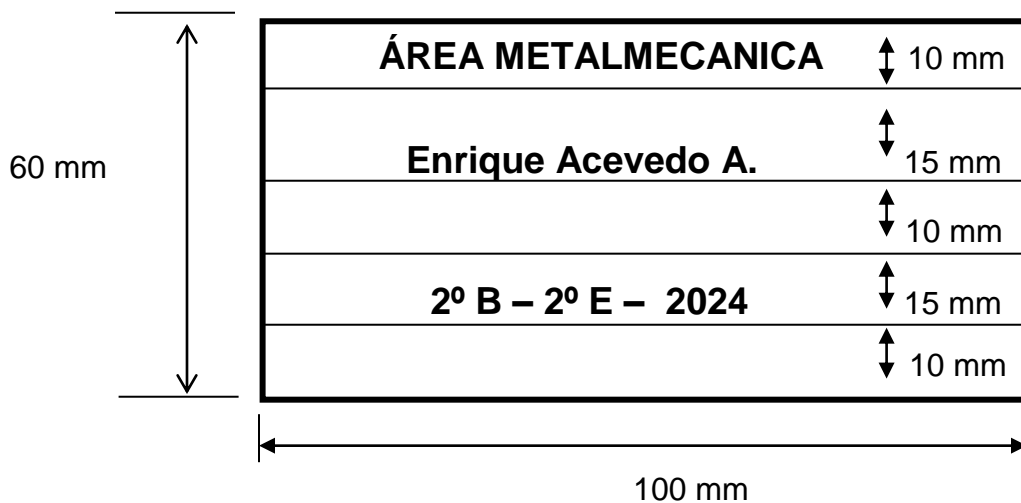 ÁREA METALMECANICA 10 mm
60 mm Enrique Acevedo A. 15 mm
10 mm
2º B – 2º E – 2024 15 mm
10 mm
100 mm